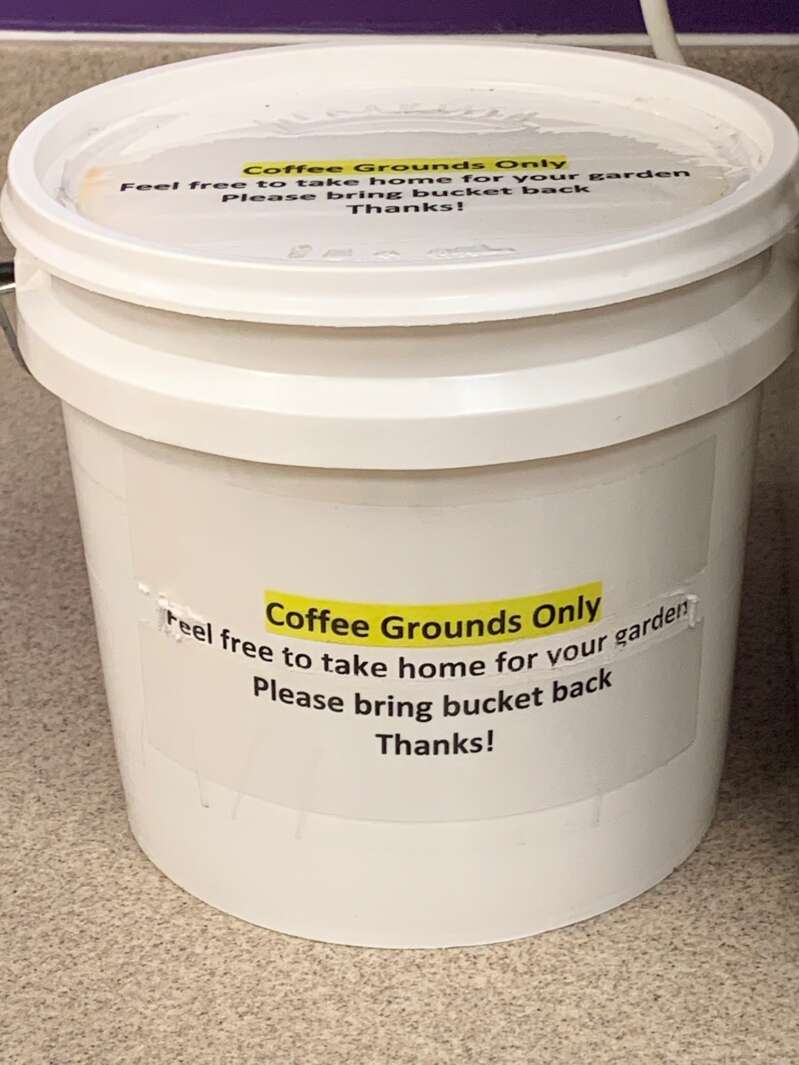 Coffee Grounds Only
Feel free to take home for your garden
Please bring bucket back
Thanks!
Coffee Grounds Only
Feel free to take home for your garden
Please bring bucket back
Thanks!